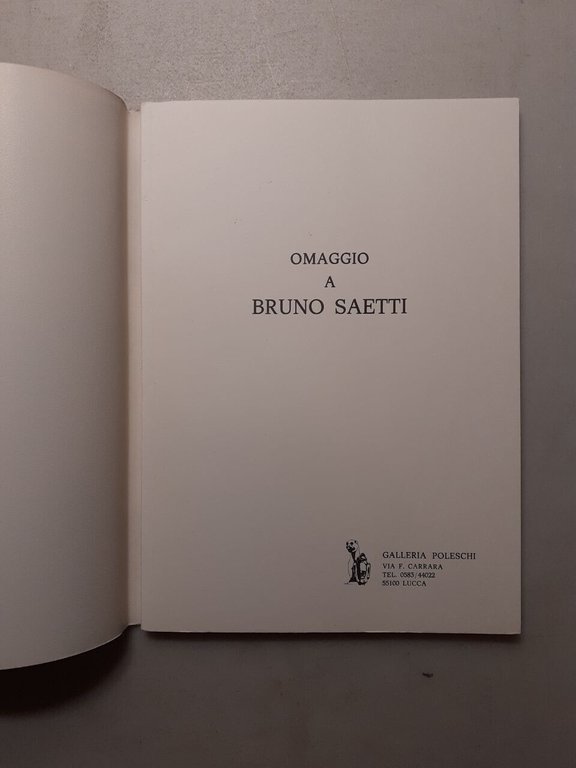 OMAGGIO
A
BRUNO SAETTI
GALLERIA POLESCHI
VIA F. CARRARA
TEL. 0583/44022
55100 LUCCA